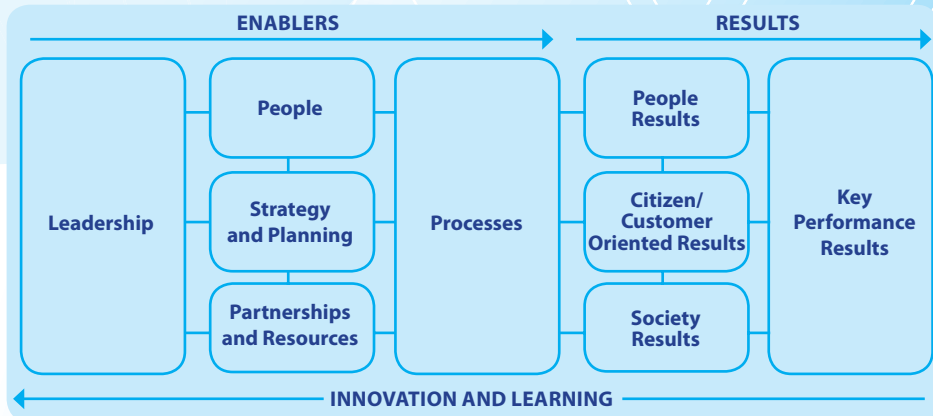 ENABLERS
RESULTS
Leadership
People
Strategy
and Planning
Partnerships
and Resources
Processes
People
Results
Citizen/
Customer
Oriented Results
Society
Results
Key
Performance
Results
INNOVATION AND LEARNING